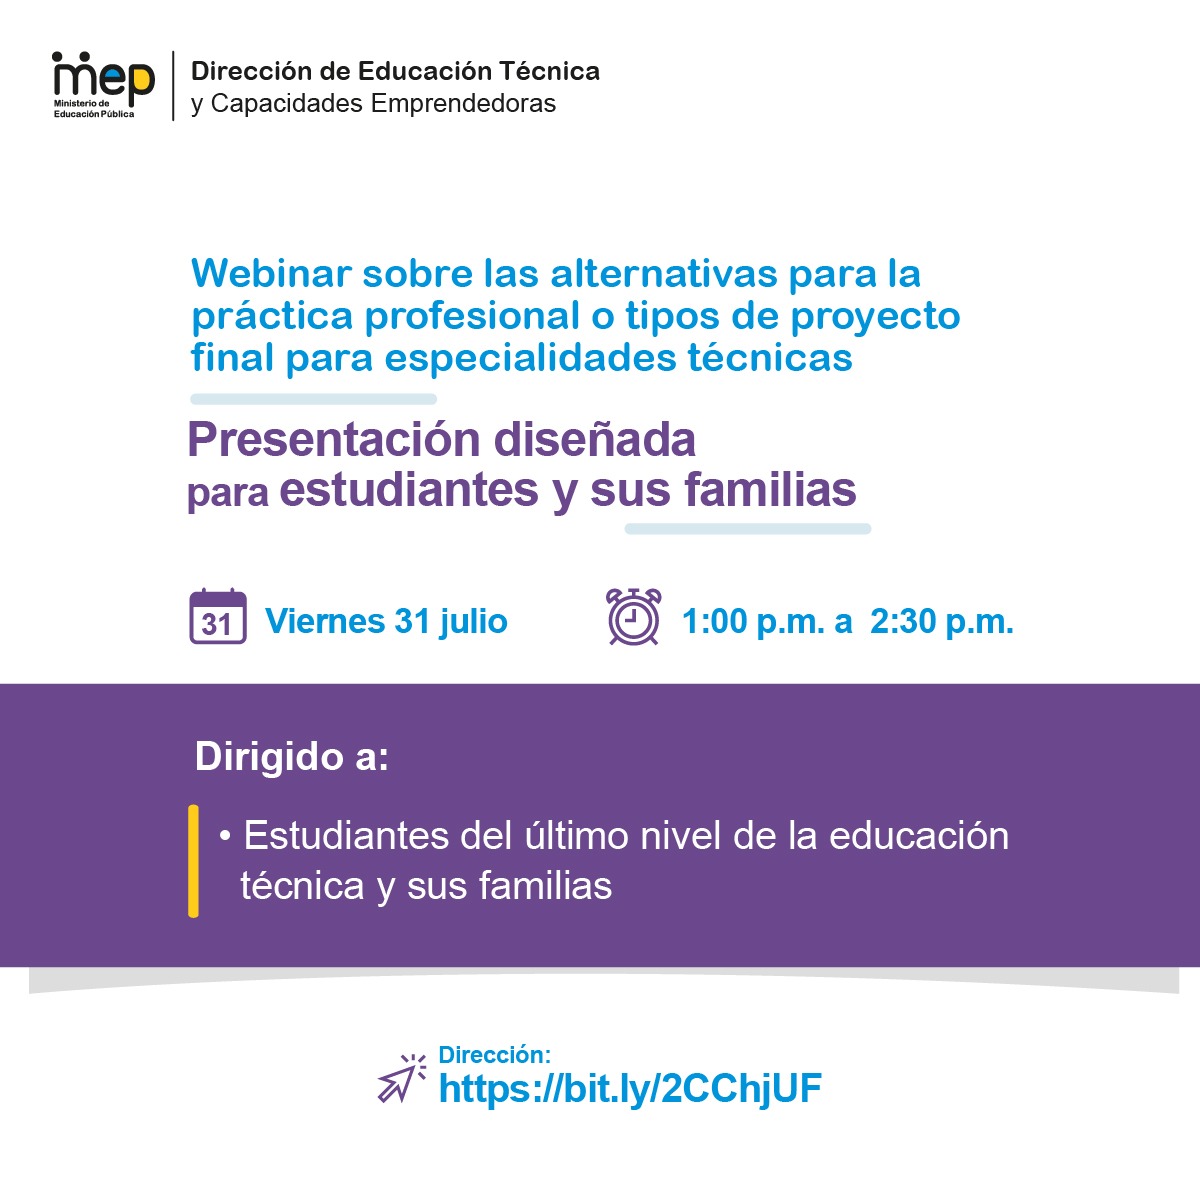 mep
Ministerio de
Educación Pública
Dirección de Educación Técnica
y Capacidades Emprendedoras
Webinar sobre las alternativas para la
práctica profesional o tipos de proyecto
final para especialidades técnicas
Presentación diseñada
para estudiantes y sus familias
31
Viernes 31 julio
1:00 p.m. a 2:30 p.m.
Dirigido a:
• Estudiantes del último nivel de la educación
técnica y sus familias
Dirección:
https://bit.ly/2CChjUF